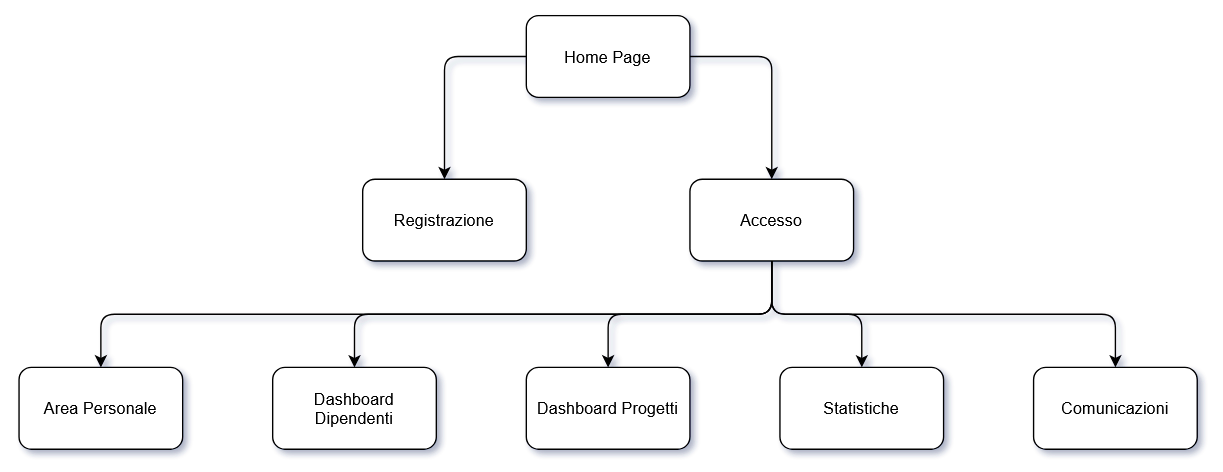 Home Page
Registrazione
Accesso
Area Personale
Dashboard
Dipendenti
Dashboard Progetti
Statistiche
Comunicazioni